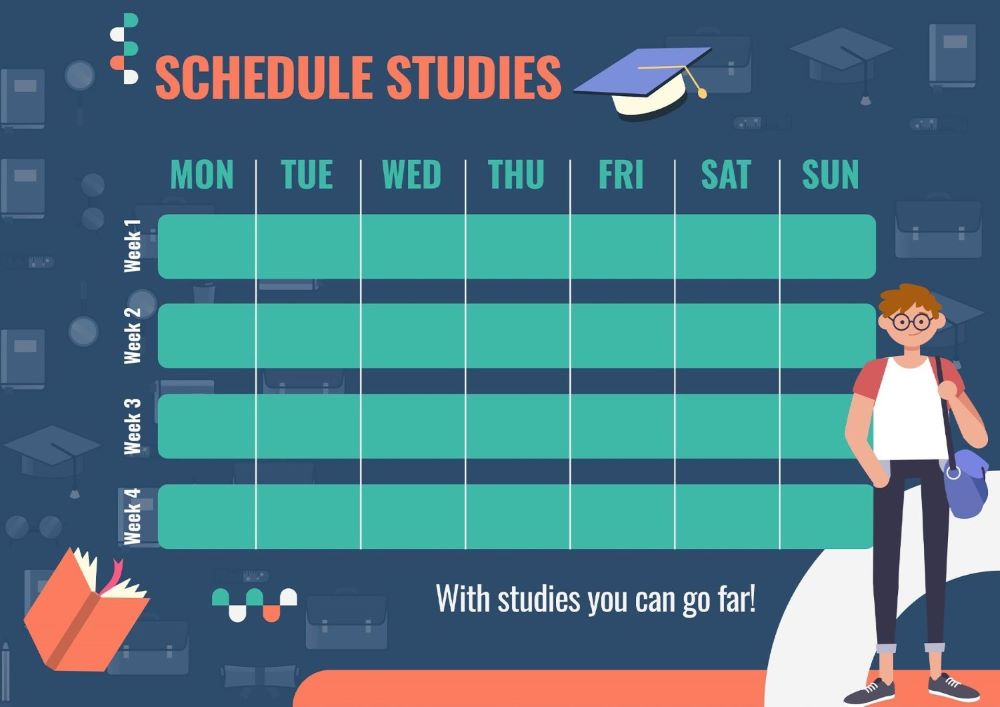 SCHEDULE STUDIES
MON TUE WED THU FRI SAT SUN
Week 1
Week 2
Week 3
Week 4
With studies you can go far!